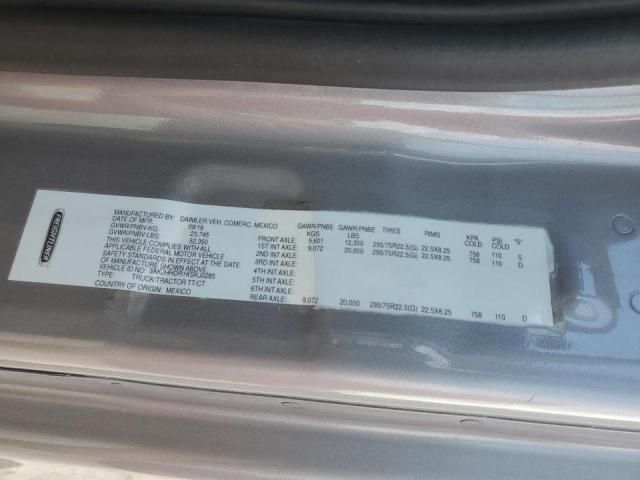 FREIGHTLINER
MANUFACTURED BY: DAIMLER VEH. COMERC. MEXICO
DATE OF MFR: 09/18
GVWR/PNBV-KG: 23,745
GVWR/PNBV-LBS: 52,350
THIS VEHICLE COMPLIES WITH ALL
APPLICABLE FEDERAL MOTOR VEHICLE
SAFETY STANDARDS IN EFFECT AT THE
DATE OF MANUFACTURE SHOWN ABOVE.
VEHICLE ID 3AKJHHDR1KSKJ0285
TYPE: TRUCK/TRACTOR TT/CT
COUNTRY OF ORIGIN: MEXICO
GAWR/PNBE GAWR/PNBE TIRES RIMS KPA PSI "S"
KGS LBS COLD COLD
FRONT AXLE: 5,601 12,350 295/75R22.5(G) 22.5X8.25 758 110 S
1ST INT AXLE: 9,072 20,000 295/75R22.5(G) 22.5X8.25 758 110 D
2ND INT AXLE:
3RD INT AXLE:
4TH INT AXLE:
5TH INT AXLE:
6TH INT AXLE:
REAR AXLE: 9,072 20,000 295/75R22.5(G) 22.5X8.25 758 110 D